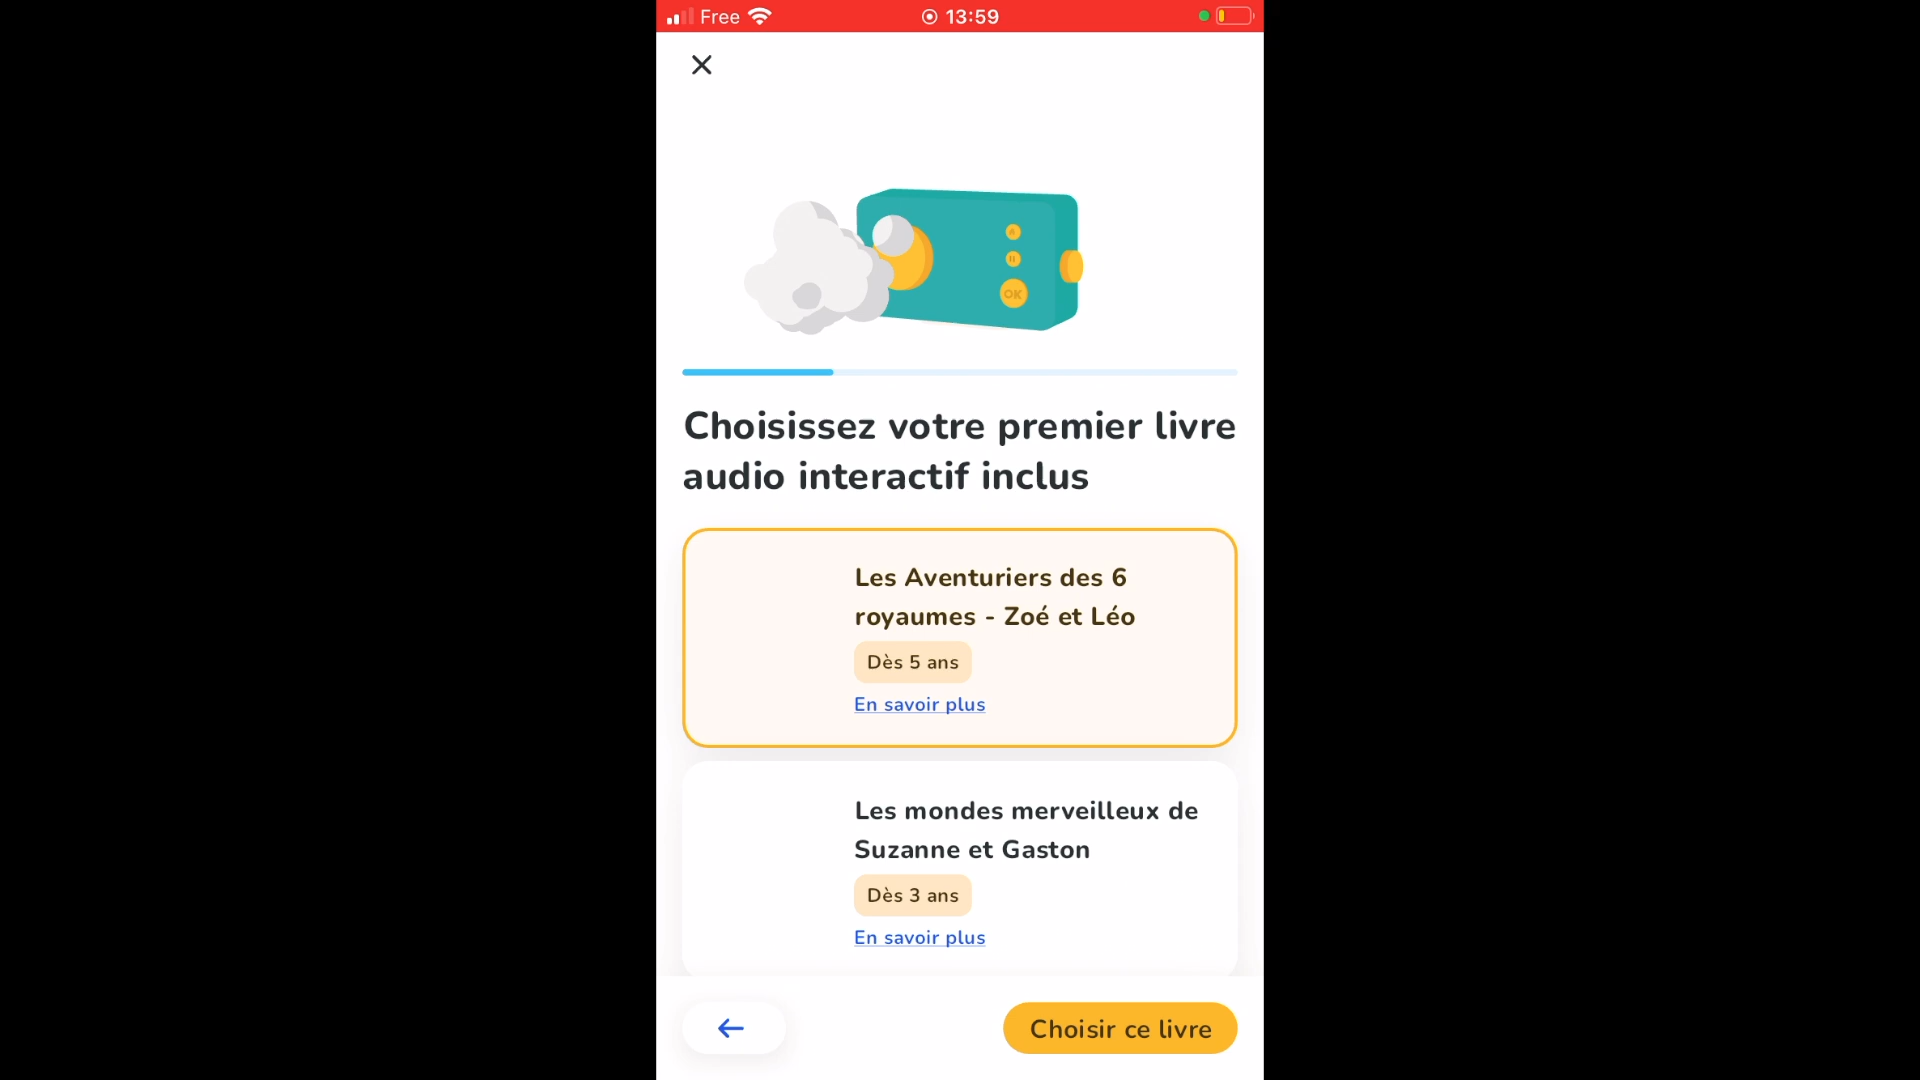 Free 13:59
OK
Choisissez votre premier livre
audio interactif inclus
Les Aventuriers des 6
royaumes - Zoé et Léo
Dès 5 ans
En savoir plus
Les mondes merveilleux de
Suzanne et Gaston
Dès 3 ans
En savoir plus
Choisir ce livre